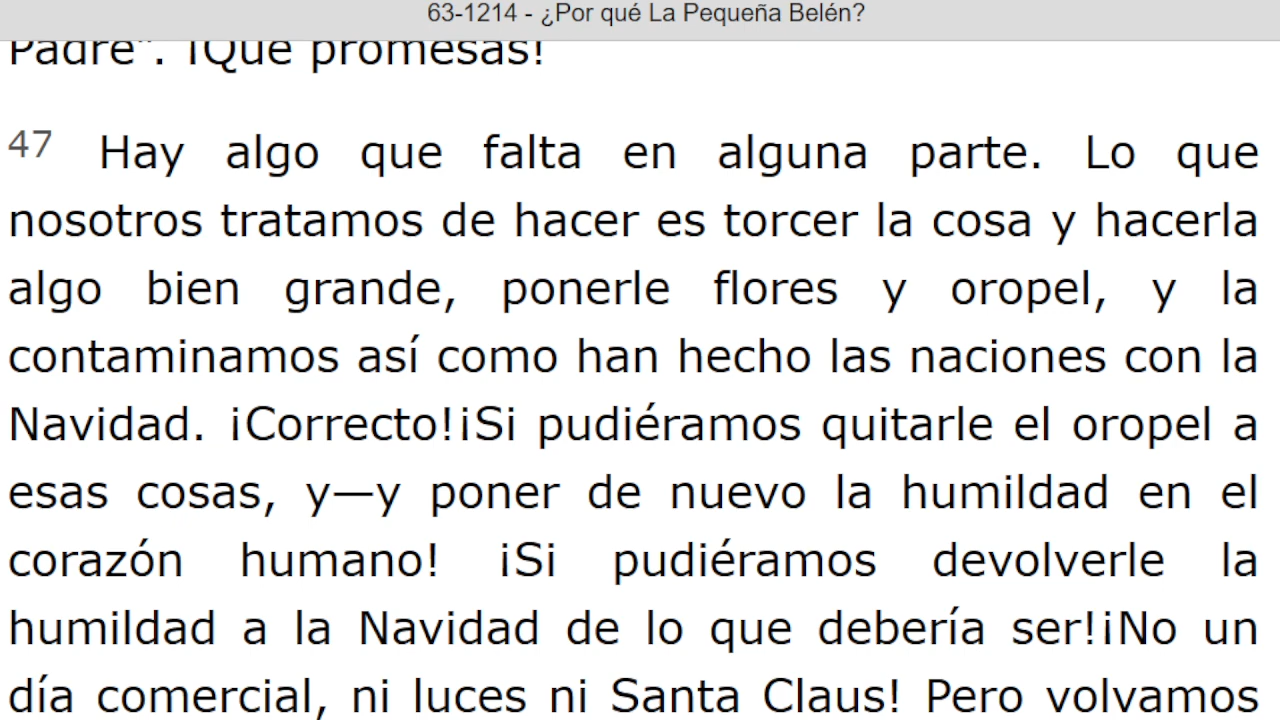 63-1214 - ¿Por qué La Pequeña Belén?
Padre". ¡Qué promesas!
47 Hay algo que falta en alguna parte. Lo que
nosotros tratamos de hacer es torcer la cosa y hacerla
algo bien grande, ponerle flores y oropel, y la
contaminamos así como han hecho las naciones con la
Navidad. ¡Correcto!¡Si pudiéramos quitarle el oropel a
esas cosas, y—y poner de nuevo la humildad en el
corazón humano! ¡Si pudiéramos devolverle la
humildad a la Navidad de lo que debería ser!¡No un
día comercial, ni luces ni Santa Claus! Pero volvamos